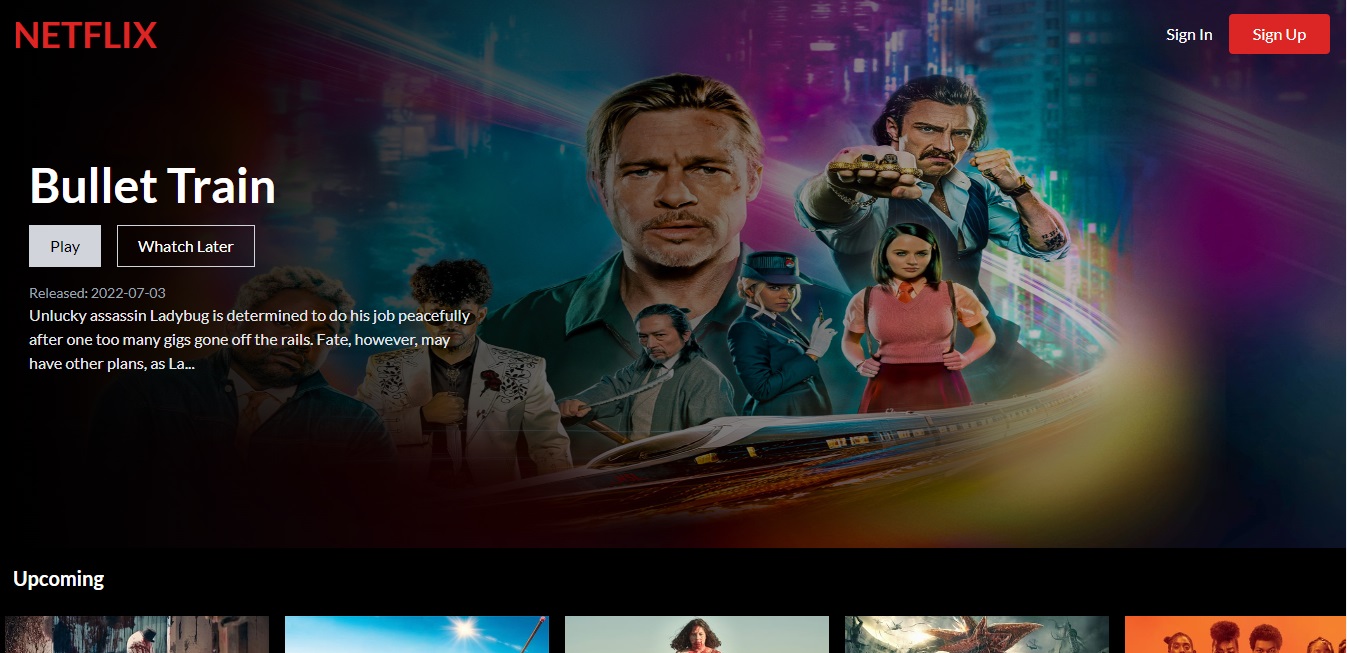 NETFLIX
Sign In
Sign Up
Bullet Train
Play
Whatch Later
Released: 2022-07-03
Unlucky assassin Ladybug is determined to do his job peacefully
after one too many gigs gone off the rails. Fate, however, may
have other plans, as La...
Upcoming